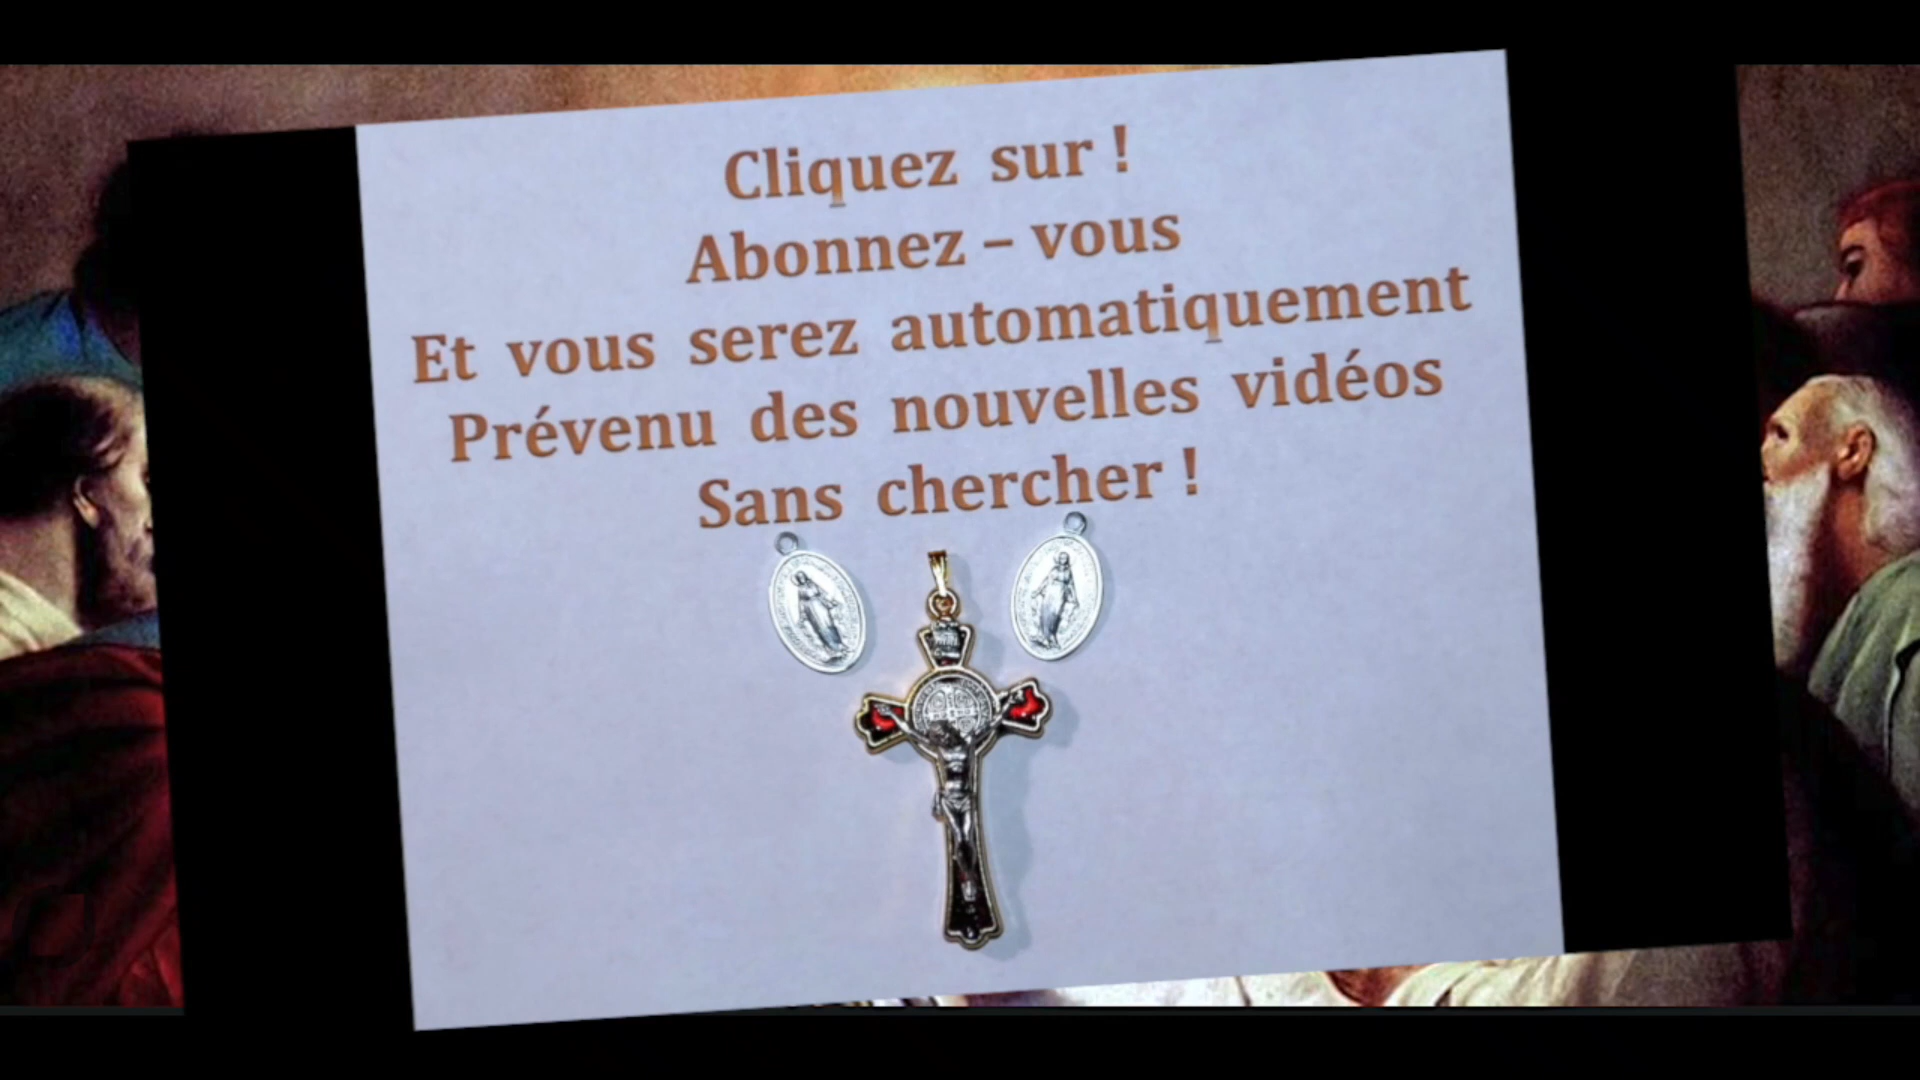 Cliquez sur !
Abonnez – vous
Et vous serez automatiquement
Prévenu des nouvelles vidéos
Sans chercher !